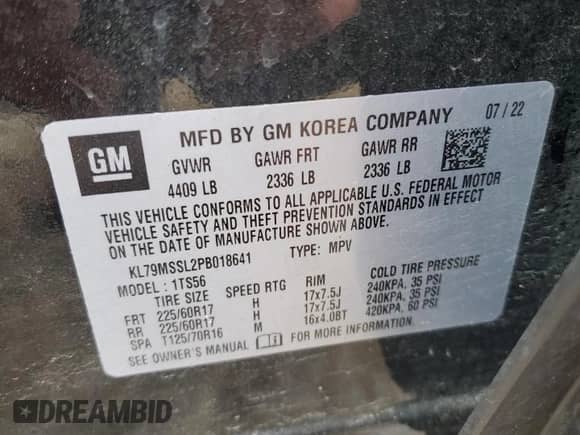 GM
MFD BY GM KOREA COMPANY 07 / 22
GVWR GAWR FRT GAWR RR
4409 LB 2336 LB 2336 LB
THIS VEHICLE CONFORMS TO ALL APPLICABLE U.S. FEDERAL MOTOR
VEHICLE SAFETY AND THEFT PREVENTION STANDARDS IN EFFECT
ON THE DATE OF MANUFACTURE SHOWN ABOVE.
KL79MSSL2PB018641 TYPE: MPV
MODEL : 1TS56
TIRE SIZE SPEED RTG RIM COLD TIRE PRESSURE
FRT 225/60R17 H 17x7.5J 240KPA, 35 PSI
RR 225/60R17 H 17x7.5J 240KPA, 35 PSI
SPA T125/70R16 M 16x4.0BT 420KPA, 60 PSI
SEE OWNER'S MANUAL FOR MORE INFORMATION.
DREAMBID